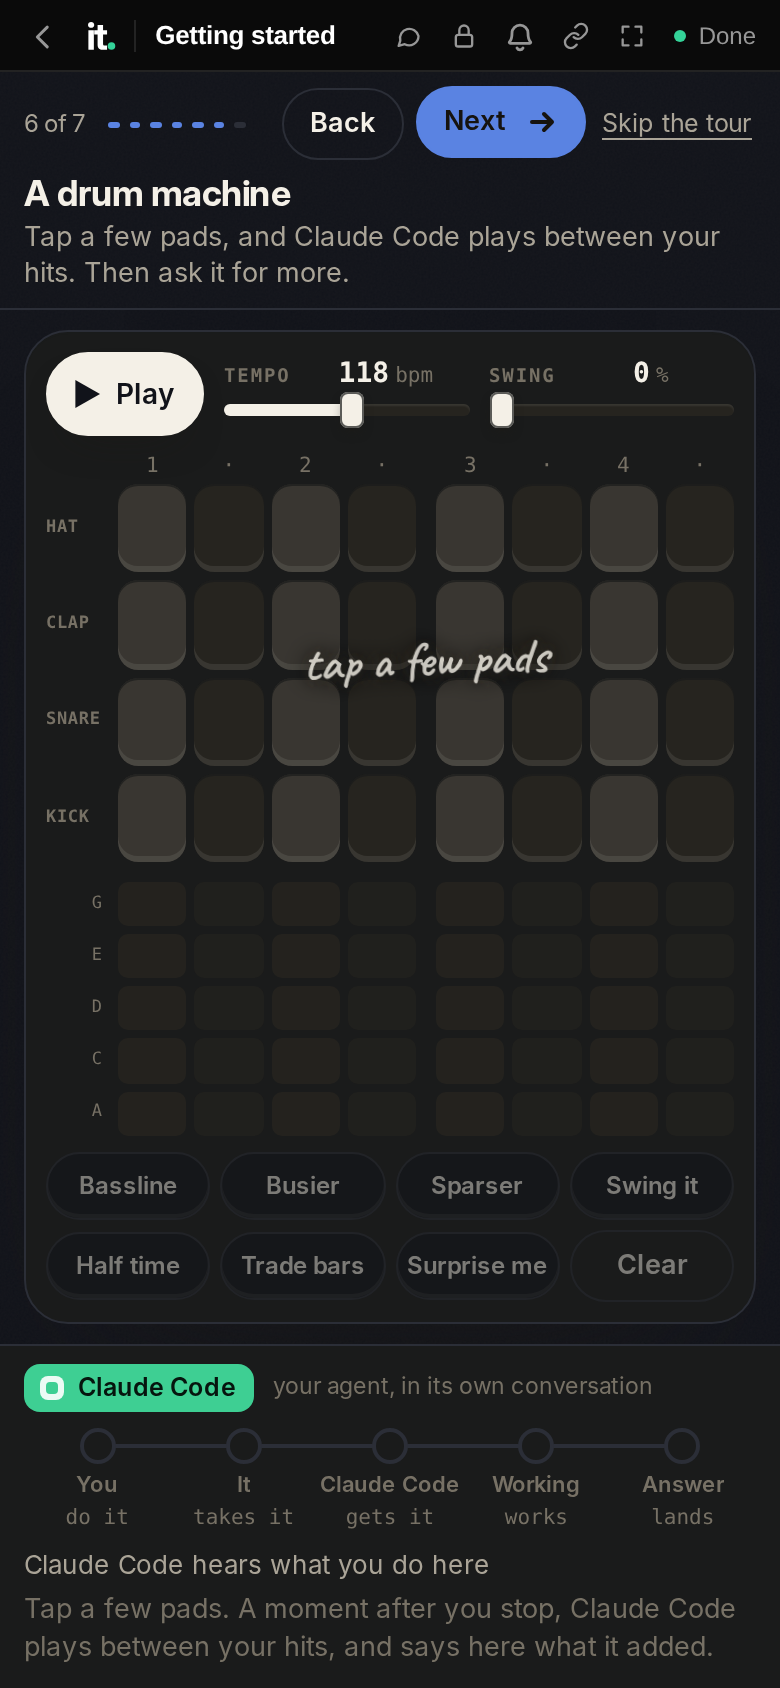 it.
Getting started
Done
6 of 7
Back
Next
Skip the tour
A drum machine
Tap a few pads, and Claude Code plays between your
hits. Then ask it for more.
Play
TEMPO 118 bpm
SWING 0 %
1 · 2 · 3 · 4 ·
HAT
CLAP
tap a few pads
SNARE
KICK
G
E
D
C
A
Bassline Busier Sparser Swing it
Half time Trade bars Surprise me Clear
Claude Code your agent, in its own conversation
You It Claude Code Working Answer
do it takes it gets it works lands
Claude Code hears what you do here
Tap a few pads. A moment after you stop, Claude Code
plays between your hits, and says here what it added.